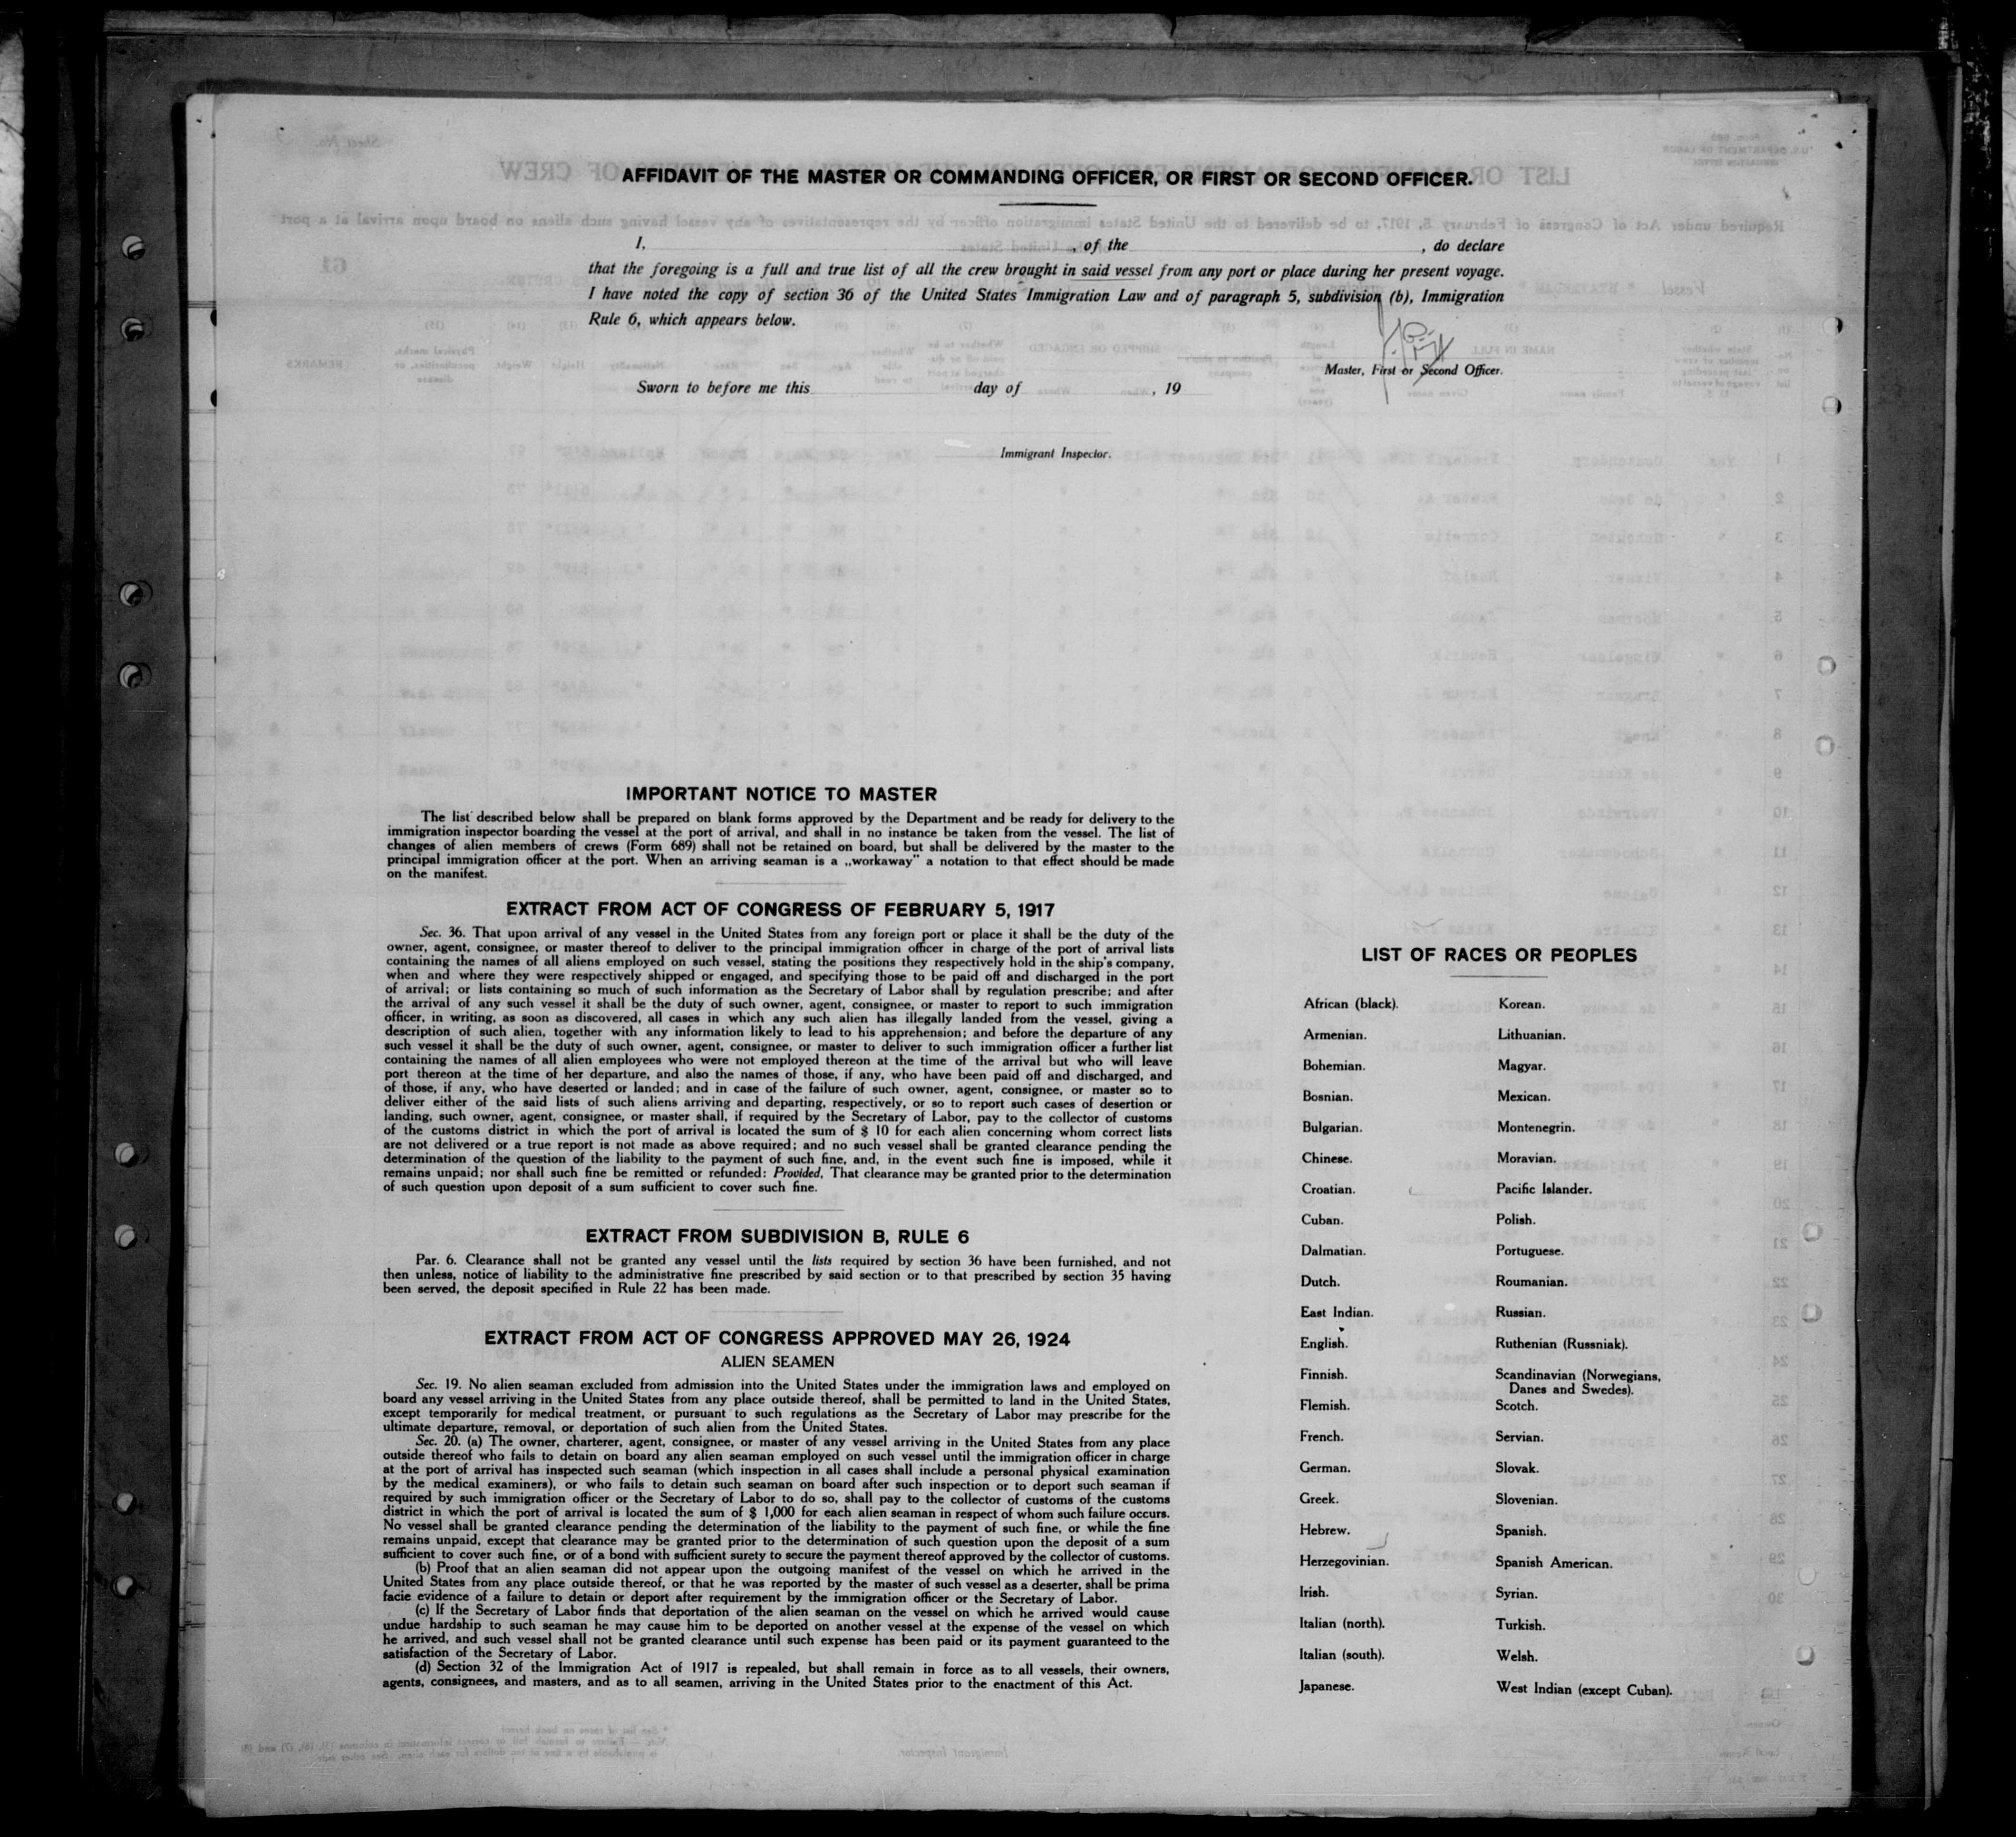 AFFIDAVIT OF THE MASTER OR COMMANDING OFFICER, OR FIRST OR SECOND OFFICER.
I, , of the , do declare
that the foregoing is a full and true list of all the crew brought in said vessel from any port or place during her present voyage.
I have noted the copy of section 36 of the United States Immigration Law and of paragraph 5, subdivision (b), Immigration
Rule 6, which appears below.
Master, First or Second Officer.
Sworn to before me this day of , 19
Immigrant Inspector.
IMPORTANT NOTICE TO MASTER
The list described below shall be prepared on blank forms approved by the Department and be ready for delivery to the
immigration inspector boarding the vessel at the port of arrival, and shall in no instance be taken from the vessel. The list of
changes of alien members of crews (Form 689) shall not be retained on board, but shall be delivered by the master to the
principal immigration officer at the port. When an arriving seaman is a „workaway" a notation to that effect should be made
on the manifest.
EXTRACT FROM ACT OF CONGRESS OF FEBRUARY 5, 1917
Sec. 36. That upon arrival of any vessel in the United States from any foreign port or place it shall be the duty of the
owner, agent, consignee, or master thereof to deliver to the principal immigration officer in charge of the port of arrival lists
containing the names of all aliens employed on such vessel, stating the positions they respectively hold in the ship's company,
when and where they were respectively shipped or engaged, and specifying those to be paid off and discharged in the port
of arrival; or lists containing so much of such information as the Secretary of Labor shall by regulation prescribe; and after
the arrival of any such vessel it shall be the duty of such owner, agent, consignee, or master to report to such immigration
officer, in writing, as soon as discovered, all cases in which any such alien has illegally landed from the vessel, giving a
description of such alien, together with any information likely to lead to his apprehension; and before the departure of any
such vessel it shall be the duty of such owner, agent, consignee, or master to deliver to such immigration officer a further list
containing the names of all alien employees who were not employed thereon at the time of the arrival but who will leave
port thereon at the time of her departure, and also the names of those, if any, who have been paid off and discharged, and
of those, if any, who have deserted or landed; and in case of the failure of such owner, agent, consignee, or master so to
deliver either of the said lists of such aliens arriving and departing, respectively, or so to report such cases of desertion or
landing, such owner, agent, consignee, or master shall, if required by the Secretary of Labor, pay to the collector of customs
of the customs district in which the port of arrival is located the sum of $ 10 for each alien concerning whom correct lists
are not delivered or a true report is not made as above required; and no such vessel shall be granted clearance pending the
determination of the question of the liability to the payment of such fine, and, in the event such fine is imposed, while it
remains unpaid; nor shall such fine be remitted or refunded: Provided, That clearance may be granted prior to the determination
of such question upon deposit of a sum sufficient to cover such fine.
EXTRACT FROM SUBDIVISION B, RULE 6
Par. 6. Clearance shall not be granted any vessel until the lists required by section 36 have been furnished, and not
then unless, notice of liability to the administrative fine prescribed by said section or to that prescribed by section 35 having
been served, the deposit specified in Rule 22 has been made.
EXTRACT FROM ACT OF CONGRESS APPROVED MAY 26, 1924
ALIEN SEAMEN
Sec. 19. No alien seaman excluded from admission into the United States under the immigration laws and employed on
board any vessel arriving in the United States from any place outside thereof, shall be permitted to land in the United States,
except temporarily for medical treatment, or pursuant to such regulations as the Secretary of Labor may prescribe for the
ultimate departure, removal, or deportation of such alien from the United States.
Sec. 20. (a) The owner, charterer, agent, consignee, or master of any vessel arriving in the United States from any place
outside thereof who fails to detain on board any alien seaman employed on such vessel until the immigration officer in charge
at the port of arrival has inspected such seaman (which inspection in all cases shall include a personal physical examination
by the medical examiners), or who fails to detain such seaman on board after such inspection or to deport such seaman if
required by such immigration officer or the Secretary of Labor to do so, shall pay to the collector of customs of the customs
district in which the port of arrival is located the sum of $ 1,000 for each alien seaman in respect of whom such failure occurs.
No vessel shall be granted clearance pending the determination of the liability to the payment of such fine, or while the fine
remains unpaid, except that clearance may be granted prior to the determination of such question upon the deposit of a sum
sufficient to cover such fine, or of a bond with sufficient surety to secure the payment thereof approved by the collector of customs.
(b) Proof that an alien seaman did not appear upon the outgoing manifest of the vessel on which he arrived in the
United States from any place outside thereof, or that he was reported by the master of such vessel as a deserter, shall be prima
facie evidence of a failure to detain or deport after requirement by the immigration officer or the Secretary of Labor.
(c) If the Secretary of Labor finds that deportation of the alien seaman on the vessel on which he arrived would cause
undue hardship to such seaman he may cause him to be deported on another vessel at the expense of the vessel on which
he arrived, and such vessel shall not be granted clearance until such expense has been paid or its payment guaranteed to the
satisfaction of the Secretary of Labor.
(d) Section 32 of the Immigration Act of 1917 is repealed, but shall remain in force as to all vessels, their owners,
agents, consignees, and masters, and as to all seamen, arriving in the United States prior to the enactment of this Act.
LIST OF RACES OR PEOPLES
African (black).
Armenian.
Bohemian.
Bosnian.
Bulgarian.
Chinese.
Croatian.
Cuban.
Dalmatian.
Dutch.
East Indian.
English.
Finnish.
Flemish.
French.
German.
Greek.
Hebrew.
Herzegovinian.
Irish.
Italian (north).
Italian (south).
Japanese.
Korean.
Lithuanian.
Magyar.
Mexican.
Montenegrin.
Moravian.
Pacific Islander.
Polish.
Portuguese.
Roumanian.
Russian.
Ruthenian (Russniak).
Scandinavian (Norwegians,
Danes and Swedes).
Scotch.
Servian.
Slovak.
Slovenian.
Spanish.
Spanish American.
Syrian.
Turkish.
Welsh.
West Indian (except Cuban).